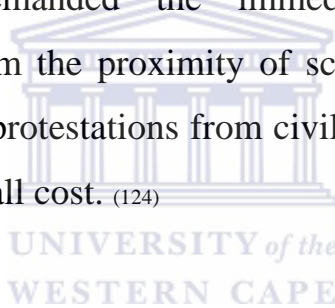 demanded the immed
m the proximity of sc
protestations from civil
all cost. (124)
UNIVERSITY of the
WESTERN CAPE